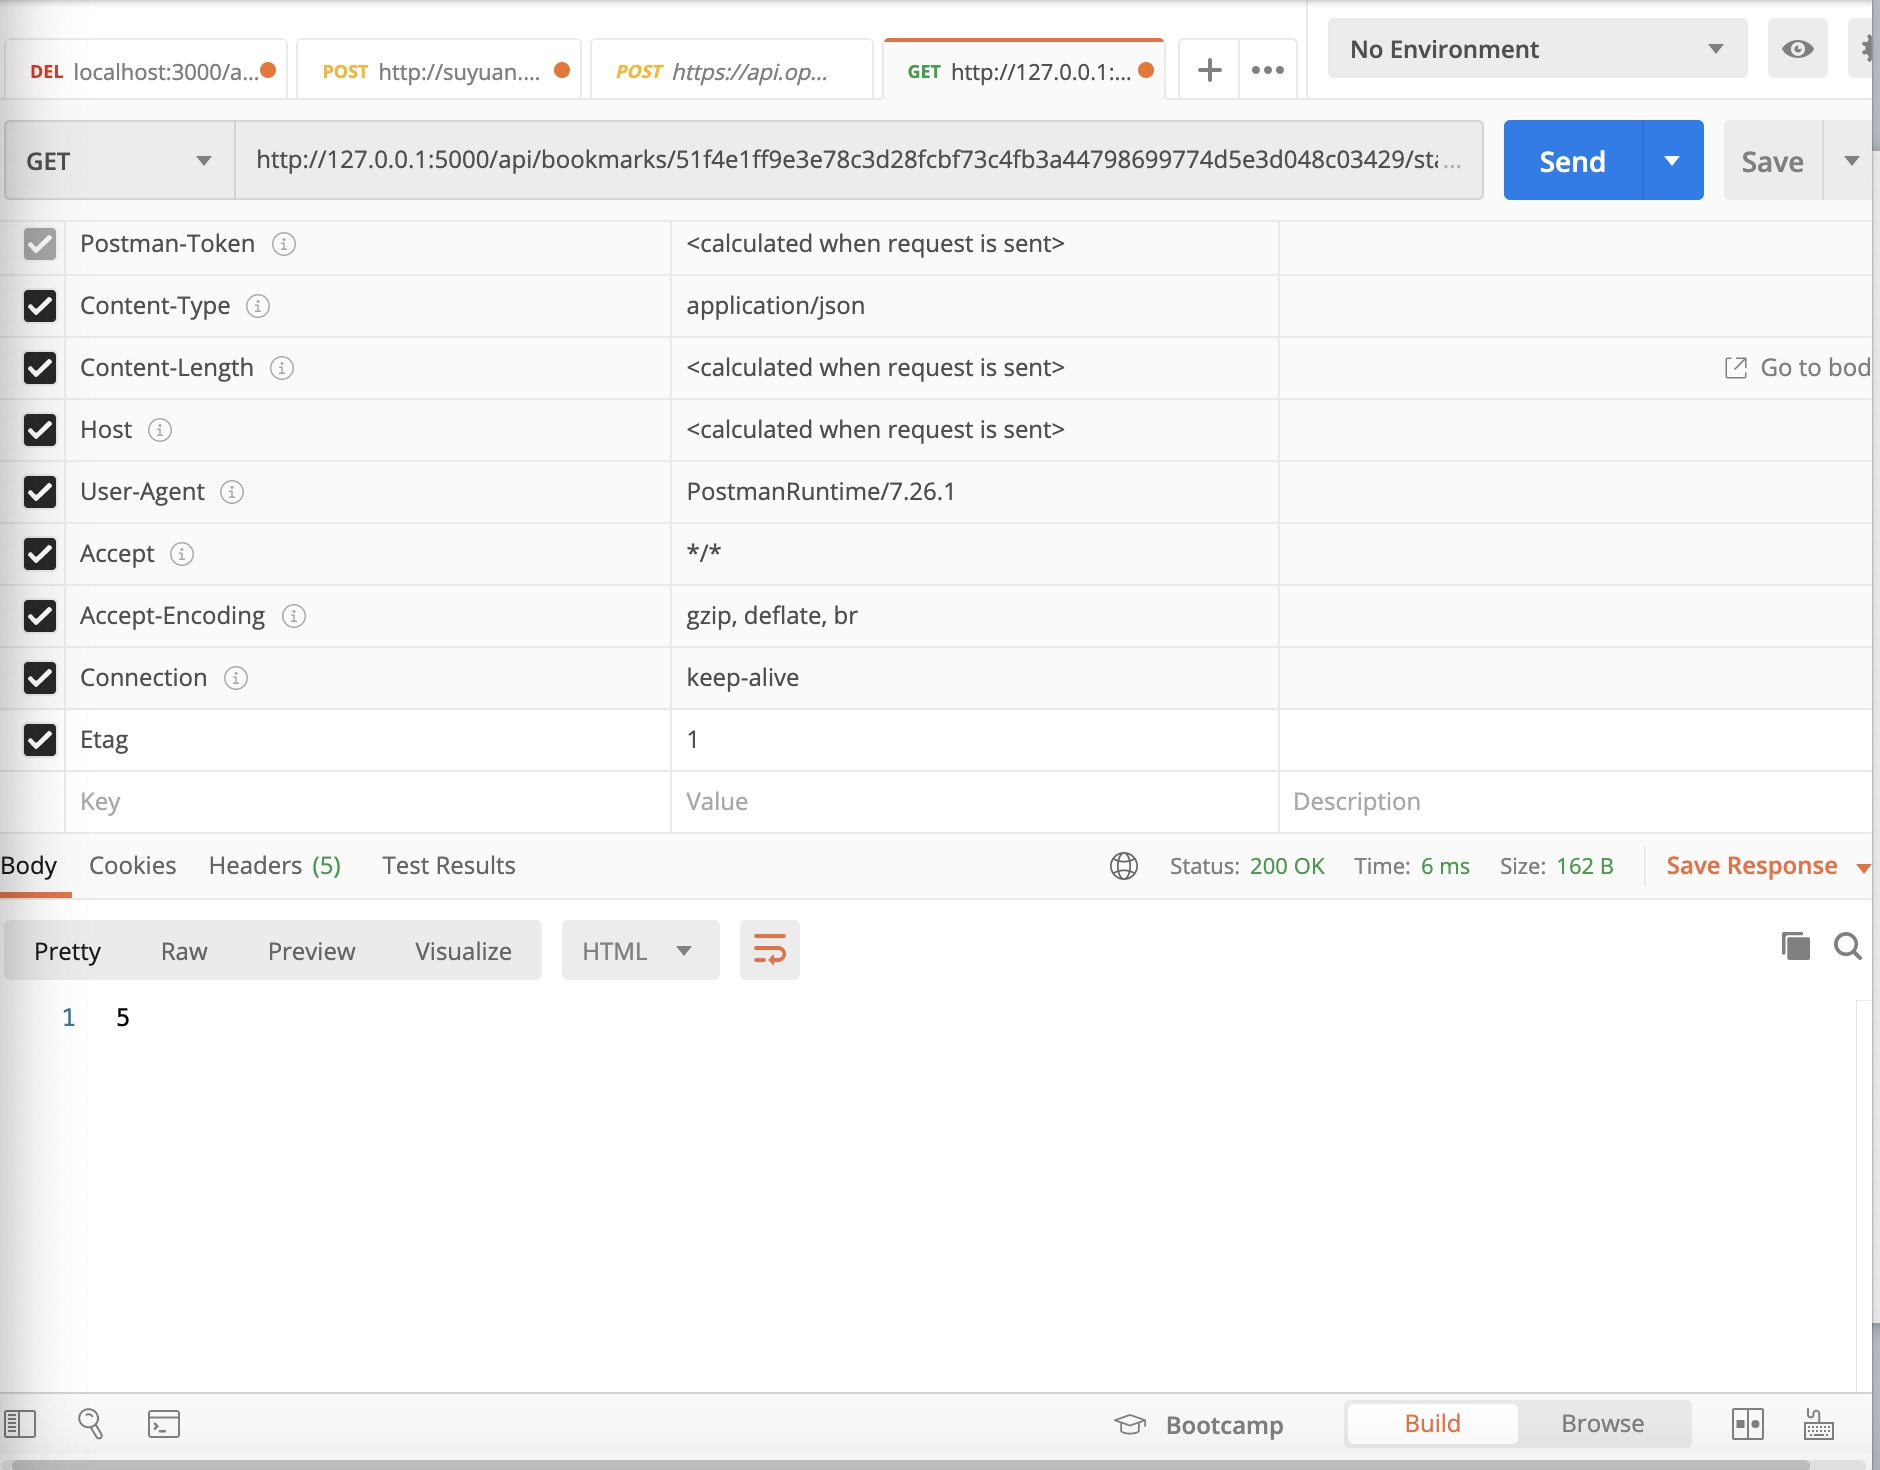 DEL localhost:3000/a... POST http://suyuan.... POST https://api.op... GET http://127.0.0.1:... No Environment
GET http://127.0.0.1:5000/api/bookmarks/51f4e1ff9e3e78c3d28fcbf73c4fb3a44798699774d5e3d048c03429/sta... Send Save
Postman-Token <calculated when request is sent>
Content-Type application/json
Content-Length <calculated when request is sent> Go to bod
Host <calculated when request is sent>
User-Agent PostmanRuntime/7.26.1
Accept */*
Accept-Encoding gzip, deflate, br
Connection keep-alive
Etag 1
Key Value Description
Body Cookies Headers (5) Test Results Status: 200 OK Time: 6 ms Size: 162 B Save Response
Pretty Raw Preview Visualize HTML
1 5
Bootcamp Build Browse